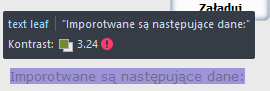 Załaduj
text leaf | "Imporotwane są następujące dane:"
Kontrast: 3.24
Imporotwane są następujące dane: